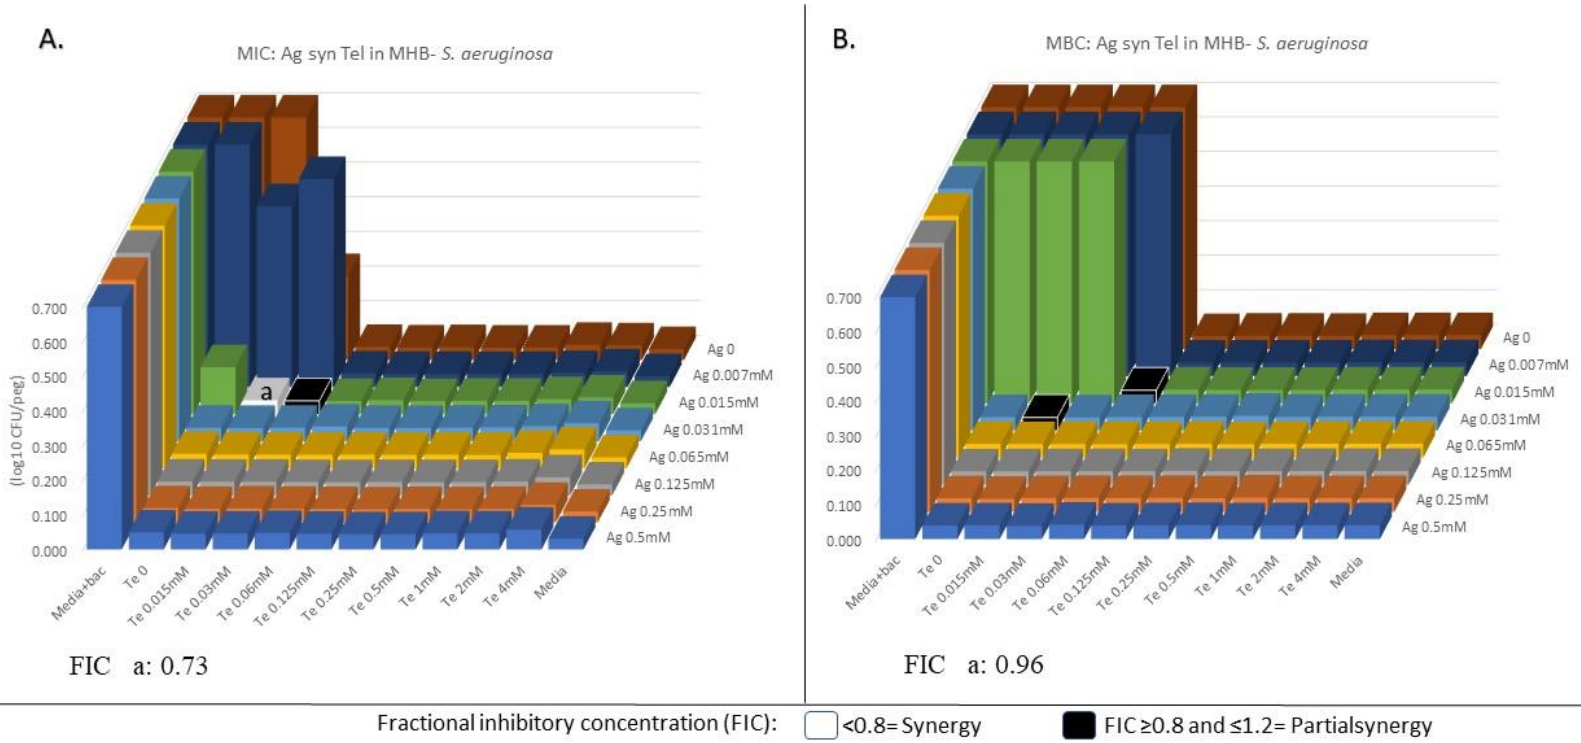 A.
MIC: Ag syn Tel in MHB- S. aeruginosa
0.700
0.600
0.500
0.400
0.300
0.200
0.100
0.000
(log10 CFU/peg)
a
Ag 0
Ag 0.007mM
Ag 0.015mM
Ag 0.031mM
Ag 0.065mM
Ag 0.125mM
Ag 0.25mM
Ag 0.5mM
Media+bac
Te 0
Te 0.015mM
Te 0.03mM
Te 0.06mM
Te 0.125mM
Te 0.25mM
Te 0.5mM
Te 1mM
Te 2mM
Te 4mM
Media
FIC a: 0.73
B.
MBC: Ag syn Tel in MHB- S. aeruginosa
0.700
0.600
0.500
0.400
0.300
0.200
0.100
0.000
Ag 0
Ag 0.007mM
Ag 0.015mM
Ag 0.031mM
Ag 0.065mM
Ag 0.125mM
Ag 0.25mM
Ag 0.5mM
Media+bac
Te 0
Te 0.015mM
Te 0.03mM
Te 0.06mM
Te 0.125mM
Te 0.25mM
Te 0.5mM
Te 1mM
Te 2mM
Te 4mM
Media
FIC a: 0.96
Fractional inhibitory concentration (FIC): <0.8= Synergy FIC ≥0.8 and ≤1.2= Partialsynergy